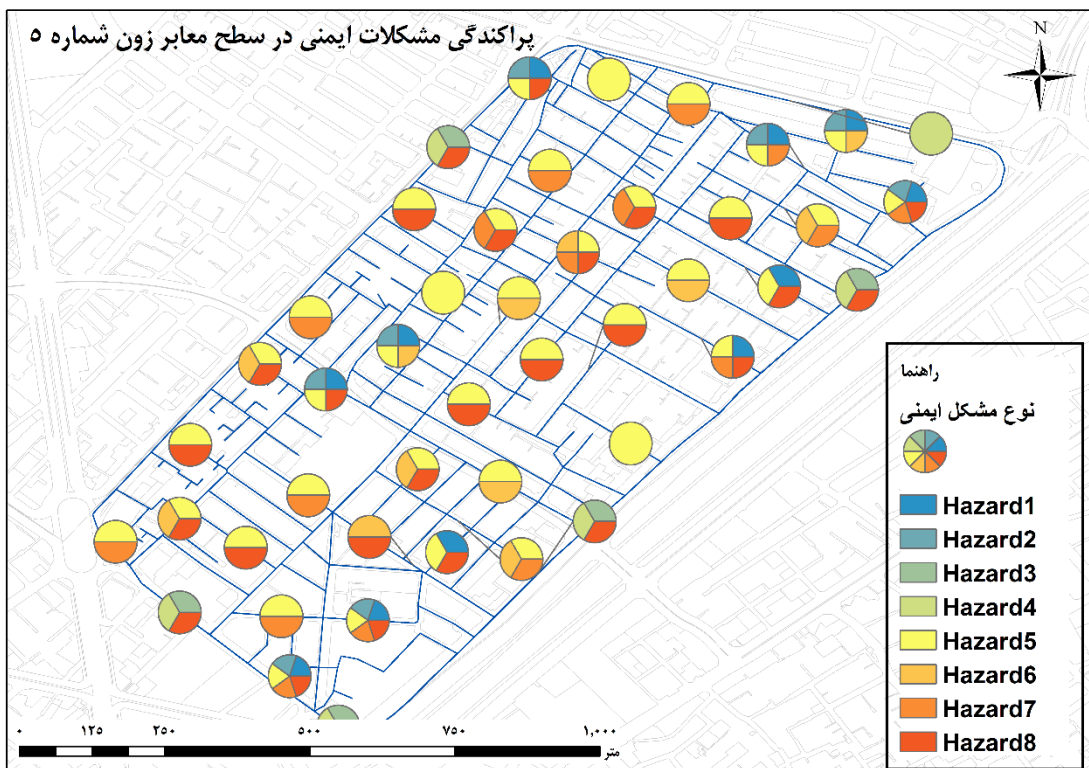 پراکندگی مشکلات ایمنی در سطح معابر زون شماره ۵
N
راهنما
نوع مشکل ایمنی
Hazard1
Hazard2
Hazard3
Hazard4
Hazard5
Hazard6
Hazard7
Hazard8
۰ ۱۲۵ ۲۵۰ ۵۰۰ ۷۵۰ ۱,۰۰۰
متر